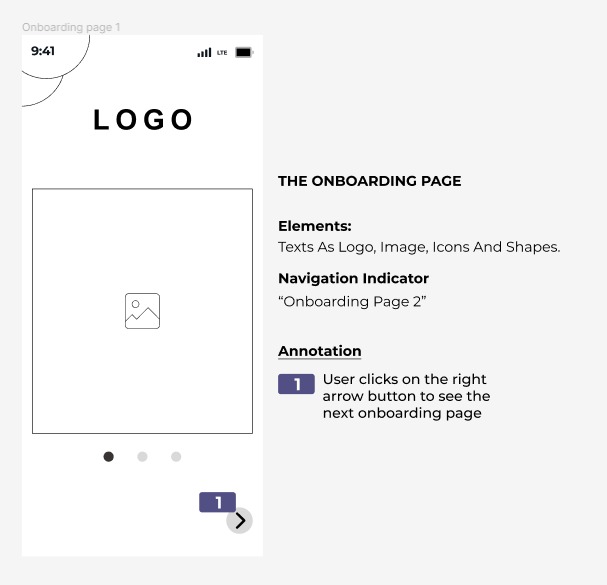 Onboarding page 1
9:41
LTE
LOGO
1
THE ONBOARDING PAGE
Elements:
Texts As Logo, Image, Icons And Shapes.
Navigation Indicator
“Onboarding Page 2”
Annotation
1
User clicks on the right
arrow button to see the
next onboarding page